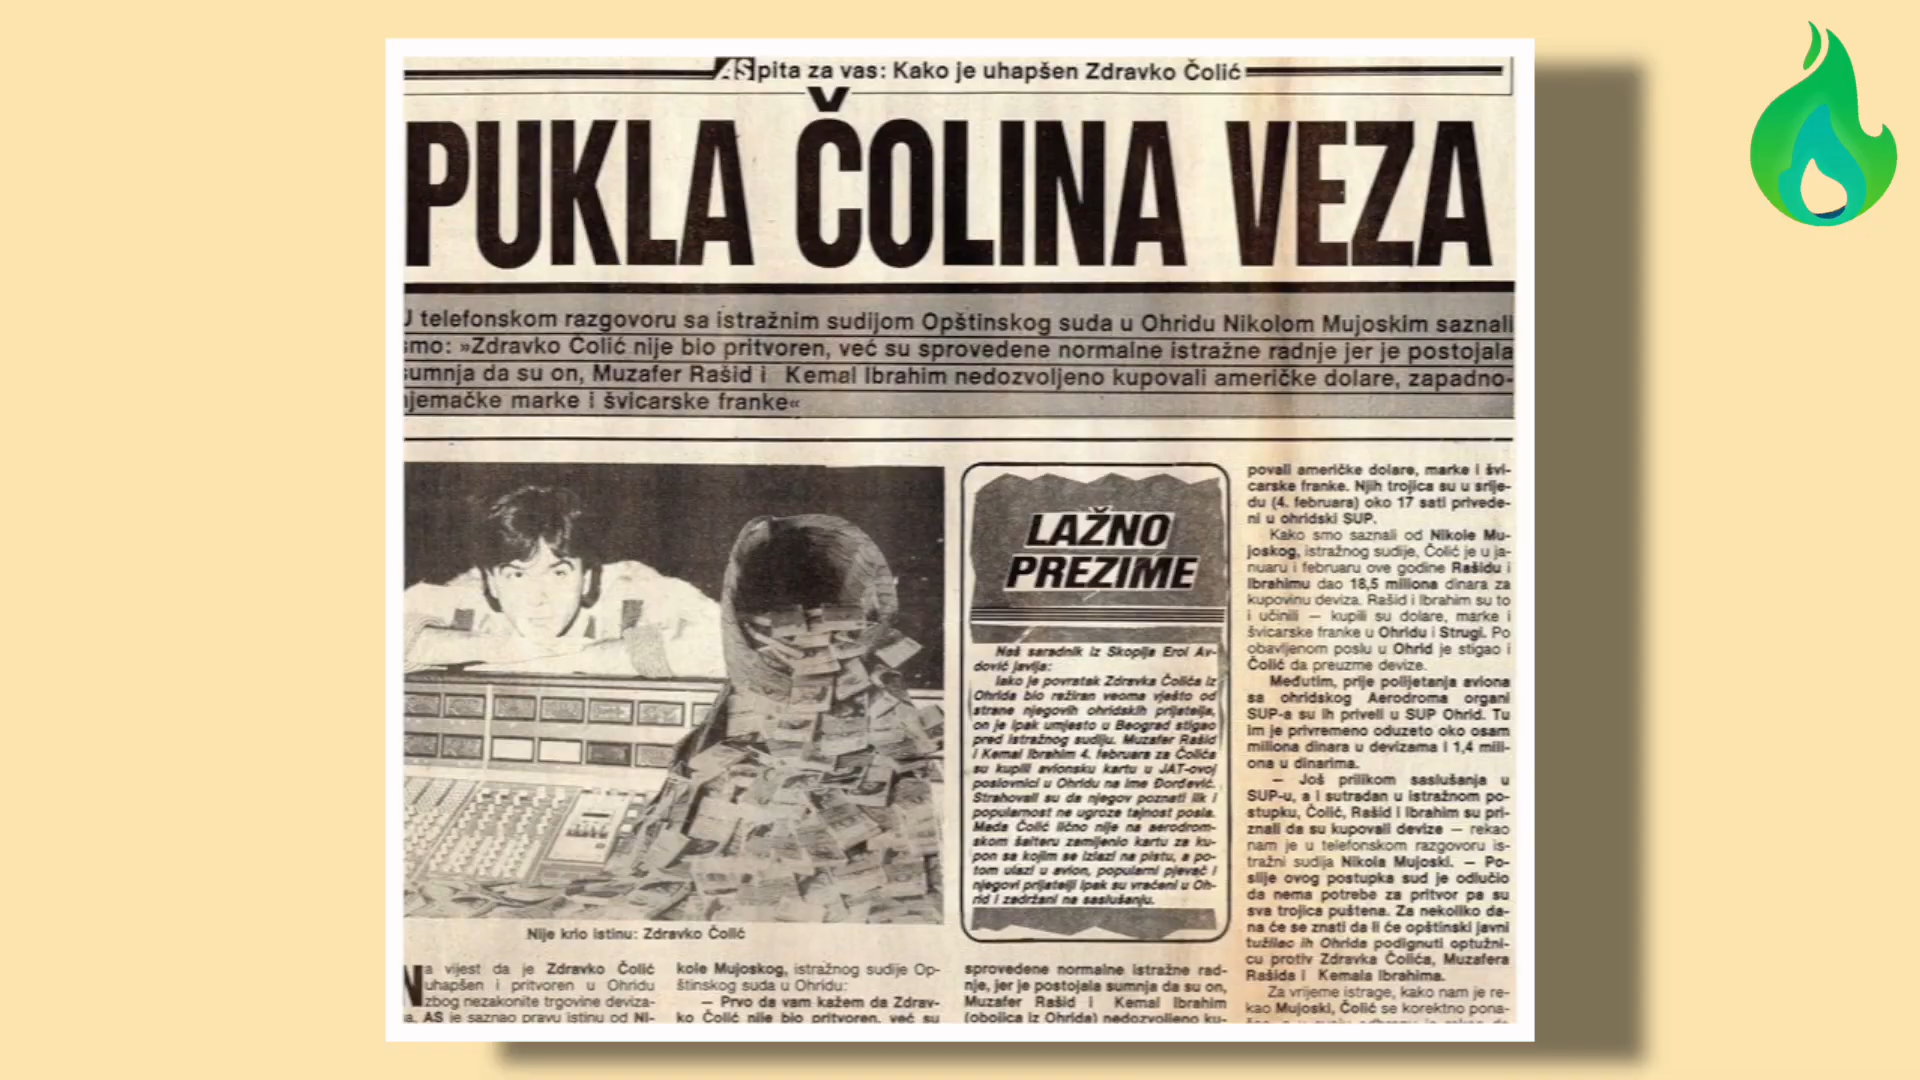 AS pita za vas: Kako je uhapšen Zdravko Čolić
PUKLA ČOLINA VEZA
U telefonskom razgovoru sa istražnim sudijom Opštinskog suda u Ohridu Nikolom Mujoskim saznali
smo: »Zdravko Čolić nije bio pritvoren, već su sprovedene normalne istražne radnje jer je postojala
sumnja da su on, Muzafer Rašid i Kemal Ibrahim nedozvoljeno kupovali američke dolare, zapadno-
njemačke marke i švicarske franke«
Nije krio istinu: Zdravko Čolić
Na vijest da je Zdravko Čolić
uhapšen i pritvoren u Ohridu
zbog nezakonite trgovine deviza-
a, AS je saznao pravu istinu od Ni-
kole Mujoskog, istražnog sudije Op-
štinskog suda u Ohridu:
— Prvo da vam kažem da Zdrav-
ko Čolić nije bio pritvoren, već su
LAŽNO
PREZIME
Naš saradnik iz Skoplja Erol Av-
dović javlja:
Iako je povratak Zdravka Čolića iz
Ohrida bio režiran veoma vješto od
strane njegovih ohridskih prijatelja,
on je ipak umjesto u Beograd stigao
pred istražnog sudiju. Muzafer Rašid
i Kemal Ibrahim 4. februara za Čolića
su kupili avionsku kartu u JAT-ovoj
poslovnici u Ohridu na ime Đorđević.
Strahovali su da njegov poznati lik i
popularnost ne ugroze tajnost posla.
Mada Čolić lično nije na aerodrom-
skom šalteru zamijenio kartu za ku-
pon sa kojim se izlazi na pistu, a po-
tom ulazi u avion, popularni pjevač i
njegovi prijatelji ipak su vraćeni u Oh-
rid i zadržani na saslušanju.
sprovedene normalne istražne rad-
nje, jer je postojala sumnja da su on,
Muzafer Rašid i Kemal Ibrahim
(obojica iz Ohrida) nedozvoljeno ku-
povali američke dolare, marke i švi-
carske franke. Njih trojica su u srije-
du (4. februara) oko 17 sati privede-
ni u ohridski SUP.
Kako smo saznali od Nikole Mu-
joskog, istražnog sudije, Čolić je u ja-
nuaru i februaru ove godine Rašidu i
Ibrahimu dao 18,5 miliona dinara za
kupovinu deviza. Rašid i Ibrahim su to
i učinili — kupili su dolare, marke i
švicarske franke u Ohridu i Strugi. Po
obavljenom poslu u Ohrid je stigao i
Čolić da preuzme devize.
Međutim, prije polijetanja aviona
sa ohridskog Aerodroma organi
SUP-a su ih priveli u SUP Ohrid. Tu
im je privremeno oduzeto oko osam
miliona dinara u devizama i 1,4 mili-
ona u dinarima.
— Još prilikom saslušanja u
SUP-u, a i sutradan u istražnom po-
stupku, Čolić, Rašid i Ibrahim su pri-
znali da su kupovali devize — rekao
nam je u telefonskom razgovoru is-
tražni sudija Nikola Mujoski. — Po-
slije ovog postupka sud je odlučio
da nema potrebe za pritvor pa su
sva trojica puštena. Za nekoliko da-
na će se znati da li će opštinski javni
tužilac ih Ohrida podignuti optužni-
cu protiv Zdravka Čolića, Muzafera
Rašida i Kemala Ibrahima.
Za vrijeme istrage, kako nam je re-
kao Mujoski, Čolić se korektno pona-